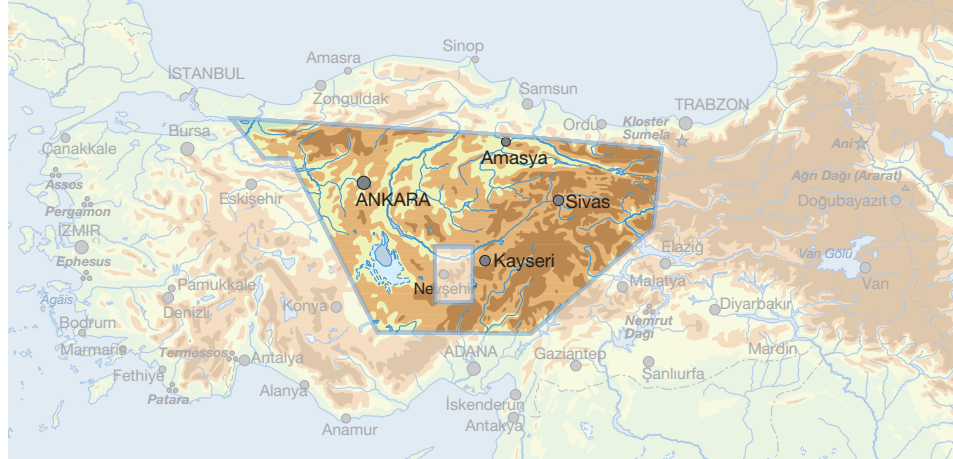 Sinop
Amasra
İSTANBUL
Zonguldak
Samsun
TRABZON
Ordu
Kloster
Sumela
Bursa
Çanakkale
Ani
Amasya
Assos
Ağrı Dağı (Ararat)
Eskişehir
ANKARA
Sivas
Doğubayazıt
Pergamon
İZMIR
Elazığ
Van Gölü
Ephesus
Kayseri
Malatya
Van
Pamukkale
Nevşehir
Ägäis
Konya
Diyarbakır
Denizli
Nemrut
Dağı
Bodrum
Marmaris
Termessos
Antalya
ADANA
Gaziantep
Mardin
Fethiye
Şanlıurfa
Patara
Alanya
İskenderun
Antakya
Anamur